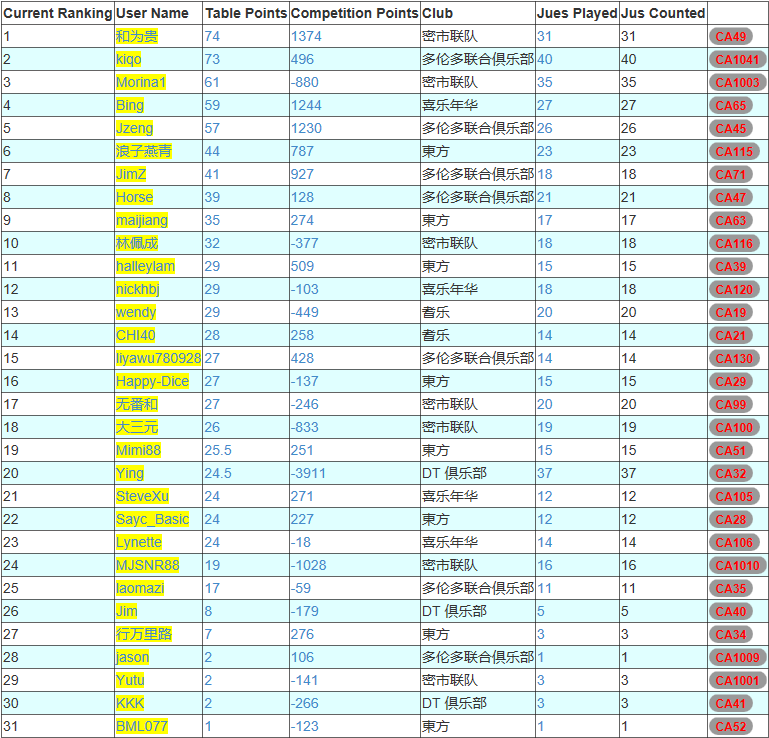 Current Ranking User Name Table Points Competition Points Club Jues Played Jus Counted
1 和为贵 74 1374 密市联队 31 31 CA49
2 kiqo 73 496 多伦多联合俱乐部 40 40 CA1041
3 Morina1 61 -880 密市联队 35 35 CA1003
4 Bing 59 1244 喜乐年华 27 27 CA65
5 Jzeng 57 1230 多伦多联合俱乐部 26 26 CA45
6 浪子燕青 44 787 東方 23 23 CA115
7 JimZ 41 927 多伦多联合俱乐部 18 18 CA71
8 Horse 39 128 多伦多联合俱乐部 21 21 CA47
9 maijiang 35 274 東方 17 17 CA63
10 林佩成 32 -377 密市联队 18 18 CA116
11 halleylam 29 509 東方 15 15 CA39
12 nickhbj 29 -103 喜乐年华 18 18 CA120
13 wendy 29 -449 耆乐 20 20 CA19
14 CHI40 28 258 耆乐 14 14 CA21
15 liyawu780928 27 428 多伦多联合俱乐部 14 14 CA130
16 Happy-Dice 27 -137 東方 15 15 CA29
17 无番和 27 -246 密市联队 20 20 CA99
18 大三元 26 -833 密市联队 19 19 CA100
19 Mimi88 25.5 251 東方 15 15 CA51
20 Ying 24.5 -3911 DT 俱乐部 37 37 CA32
21 SteveXu 24 271 喜乐年华 12 12 CA105
22 Sayc_Basic 24 227 東方 12 12 CA28
23 Lynette 24 -18 喜乐年华 14 14 CA106
24 MJSNR88 19 -1028 密市联队 16 16 CA1010
25 laomazi 17 -59 多伦多联合俱乐部 11 11 CA35
26 Jim 8 -179 DT 俱乐部 5 5 CA40
27 行万里路 7 276 東方 3 3 CA34
28 jason 2 106 多伦多联合俱乐部 1 1 CA1009
29 Yutu 2 -141 密市联队 3 3 CA1001
30 KKK 2 -266 DT 俱乐部 3 3 CA41
31 BML077 1 -123 東方 1 1 CA52